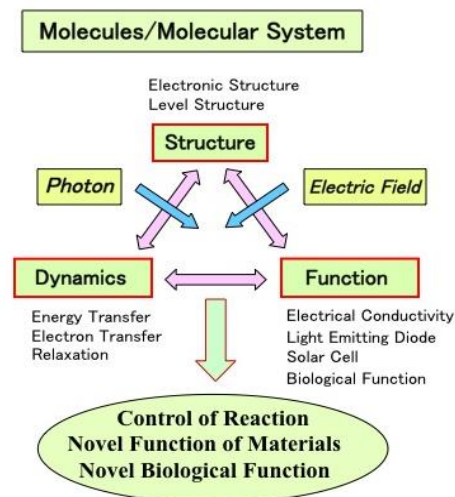 Molecules/Molecular System
Electronic Structure
Level Structure
Structure
Photon
Electric Field
Dynamics
Function
Energy Transfer
Electron Transfer
Relaxation
Electrical Conductivity
Light Emitting Diode
Solar Cell
Biological Function
Control of Reaction
Novel Function of Materials
Novel Biological Function